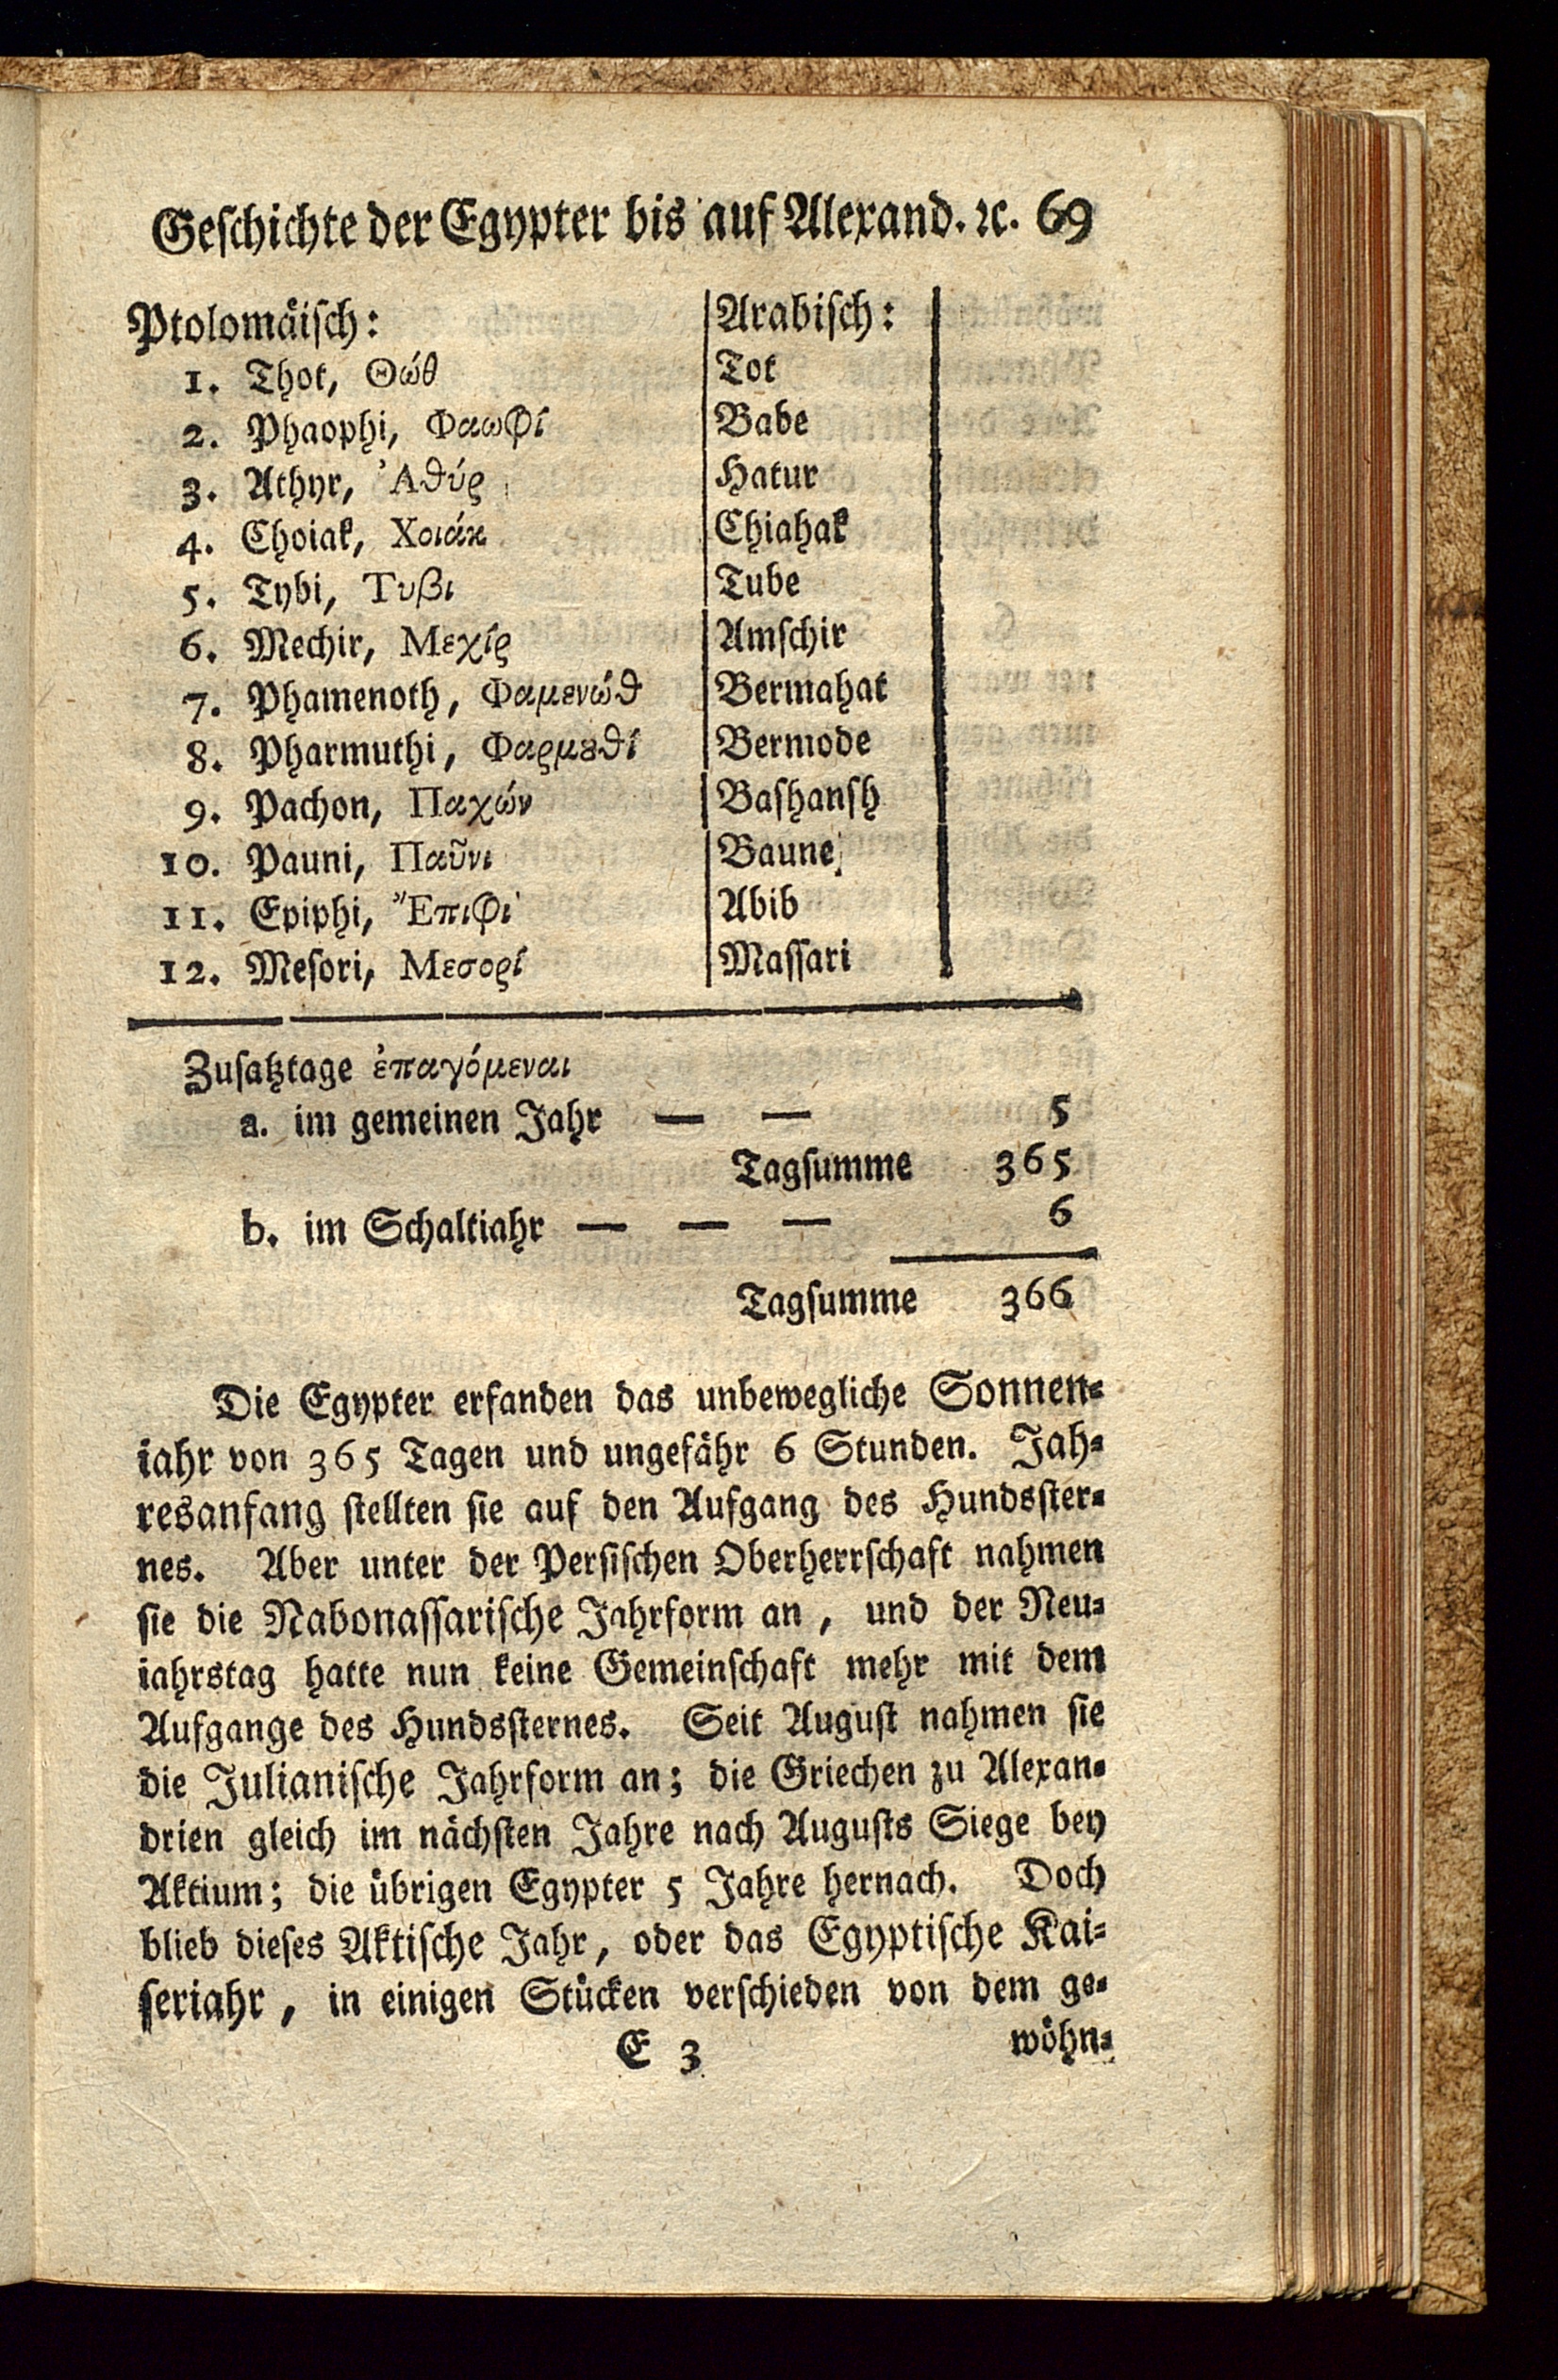 Geschichte der Egypter bis auf Alexand. ꝛc. 69
Ptolomäisch: Arabisch:
1. Thot, Θώθ Tot
2. Phaophi, Φαωφί Babe
3. Athyr, Ἀθύρ Hatur
4. Choiak, Χοιάκ Chiahak
5. Tybi, Τυβι Tube
6. Mechir, Μεχίρ Amschir
7. Phamenoth, Φαμενώθ Bermahat
8. Pharmuthi, Φαρμȣθί Bermode
9. Pachon, Παχών Bashansh
10. Pauni, Παῦνι Baune
11. Epiphi, Ἔπιφι Abib
12. Mesori, Μεσορί Massari
Zusatztage ἐπαγόμεναι
a. im gemeinen Jahr — — 5
Tagsumme 365
b. im Schaltiahr — — — 6
Tagsumme 366
Die Egypter erfanden das unbewegliche Sonnen-
iahr von 365 Tagen und ungefähr 6 Stunden. Jah-
resanfang stellten sie auf den Aufgang des Hundsster-
nes. Aber unter der Persischen Oberherrschaft nahmen
sie die Nabonassarische Jahrform an, und der Neu-
iahrstag hatte nun keine Gemeinschaft mehr mit dem
Aufgange des Hundssternes. Seit August nahmen sie
die Julianische Jahrform an; die Griechen zu Alexan-
drien gleich im nächsten Jahre nach Augusts Siege bey
Aktium; die übrigen Egypter 5 Jahre hernach. Doch
blieb dieses Aktische Jahr, oder das Egyptische Kai-
seriahr, in einigen Stücken verschieden von dem ge-
E 3 wöhn-